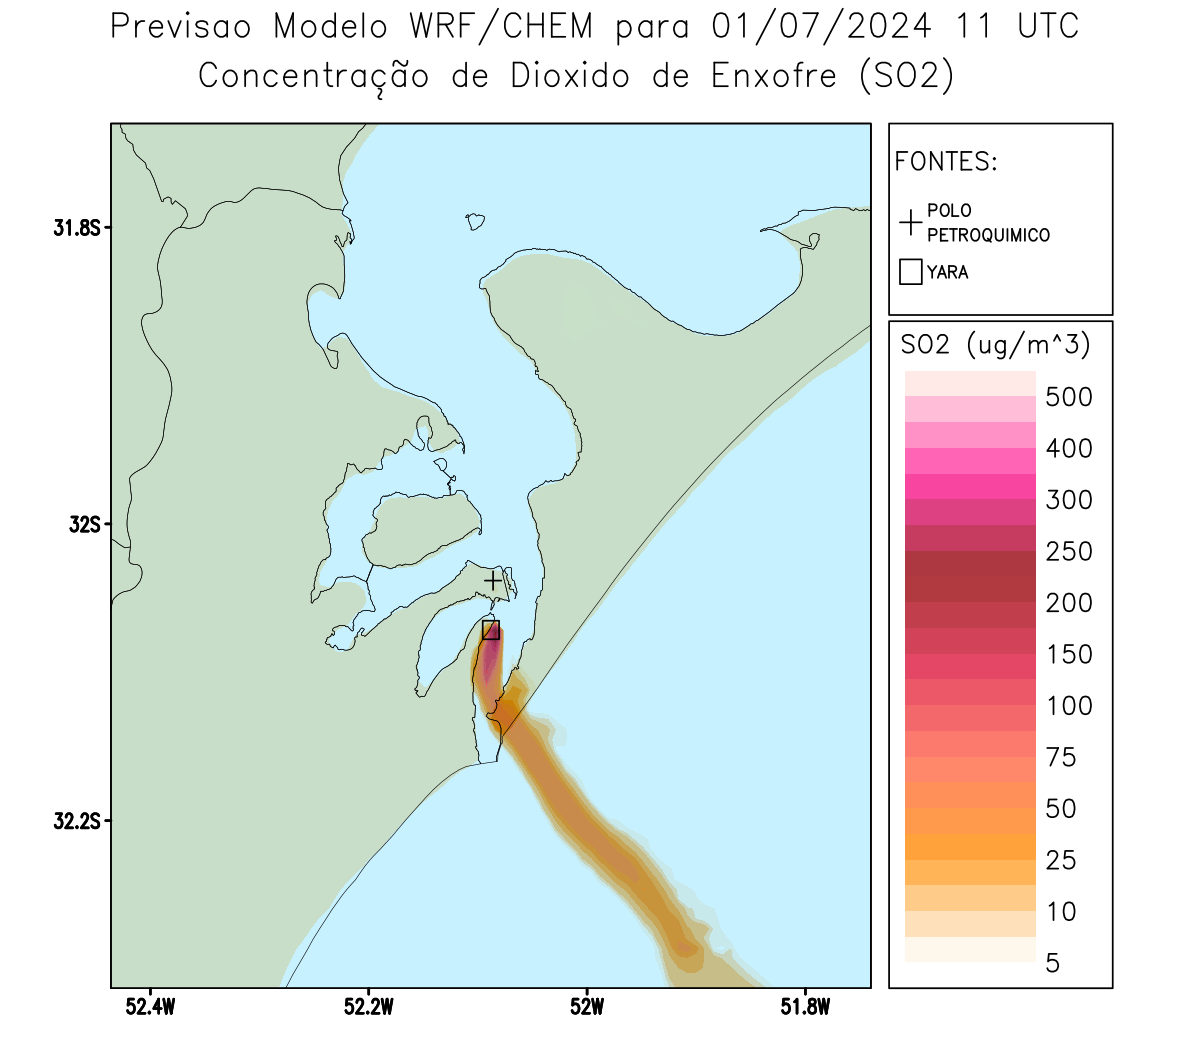 Previsao Modelo WRF/CHEM para 01/07/2024 11 UTC
Concentração de Dioxido de Enxofre (SO2)
FONTES:
POLO
PETROQUIMICO
YARA
SO2 (ug/m^3)
500
400
300
250
200
150
100
75
50
25
10
5
31.8S
32S
32.2S
52.4W
52.2W
52W
51.8W